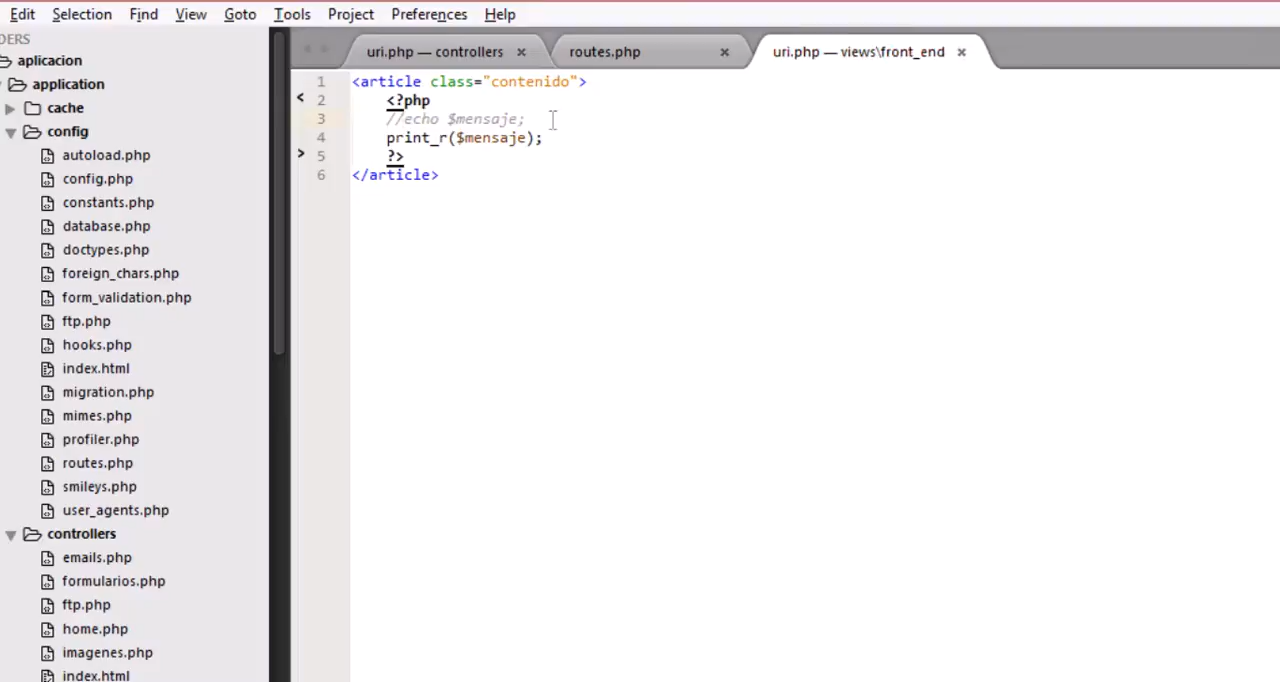 Edit Selection Find View Goto Tools Project Preferences Help
DERS
aplicacion
application
cache
config
autoload.php
config.php
constants.php
database.php
doctypes.php
foreign_chars.php
form_validation.php
ftp.php
hooks.php
index.html
migration.php
mimes.php
profiler.php
routes.php
smileys.php
user_agents.php
controllers
emails.php
formularios.php
ftp.php
home.php
imagenes.php
index.html
uri.php — controllers × routes.php × uri.php — views\front_end ×
1 <article class="contenido">
2 <?php
3 //echo $mensaje;
4 print_r($mensaje);
5 ?>
6 </article>